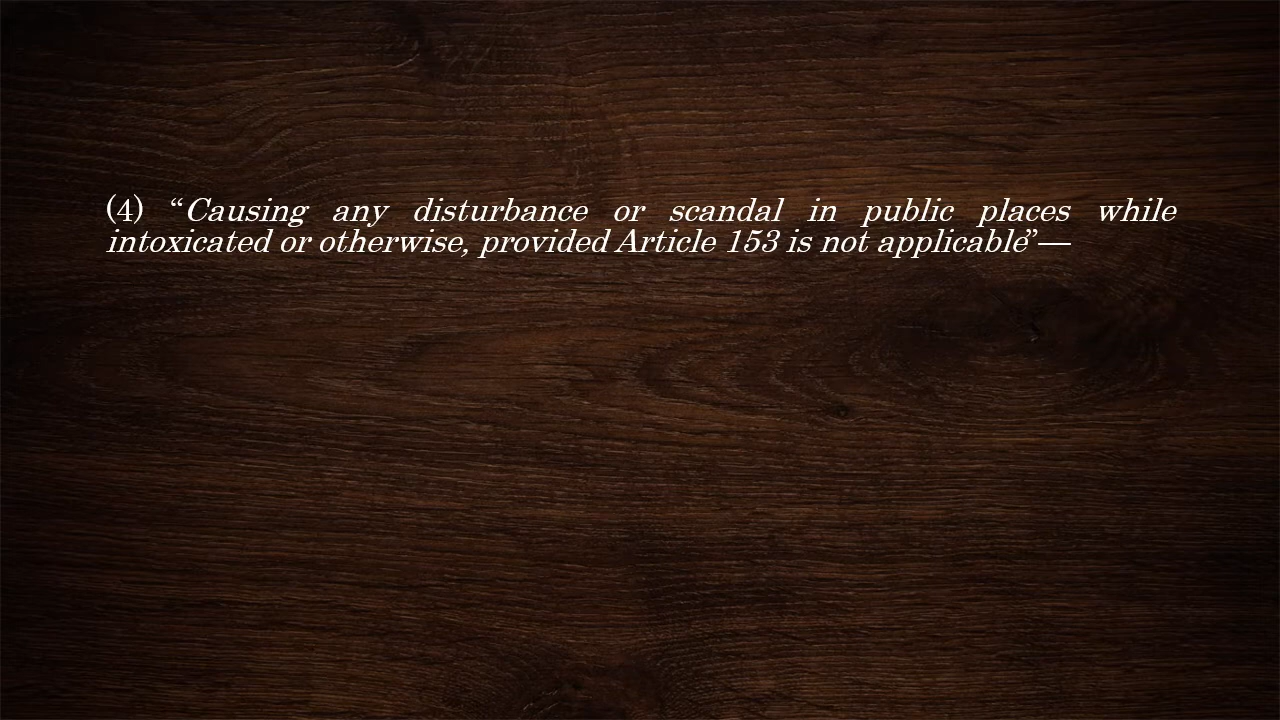 (4) “Causing any disturbance or scandal in public places while
intoxicated or otherwise, provided Article 153 is not applicable”—